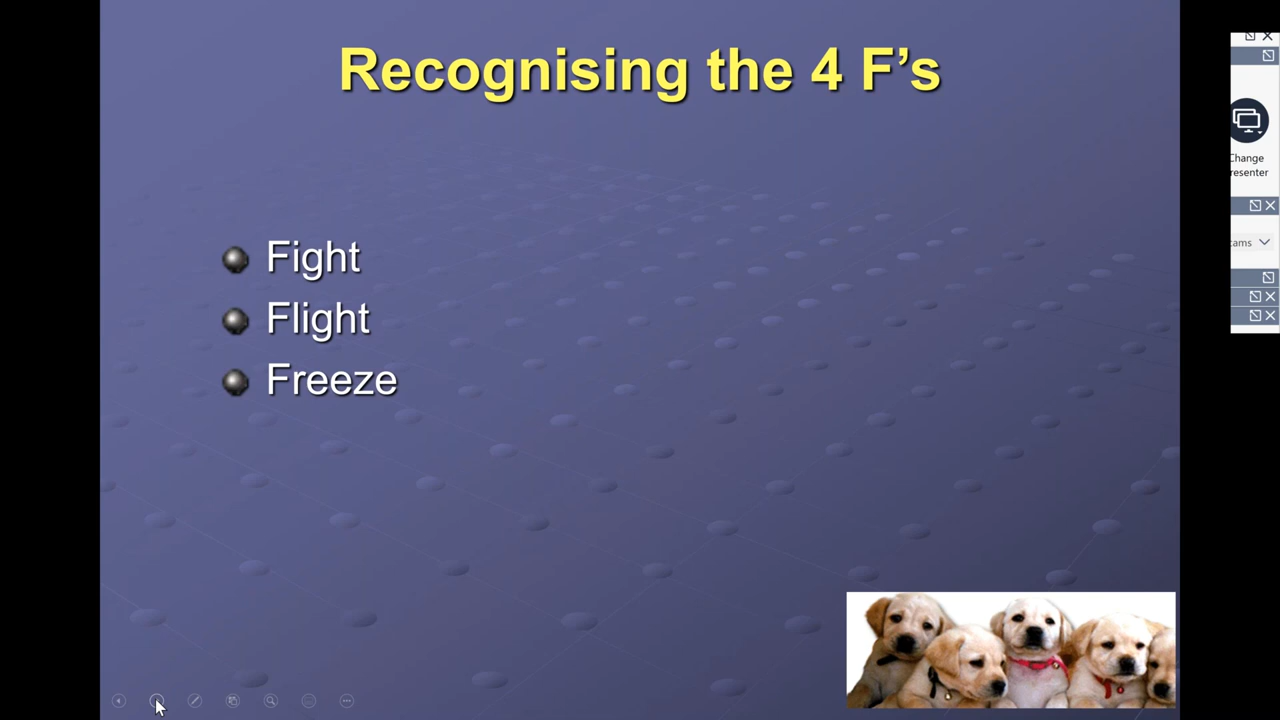 Recognising the 4 F’s
Fight
Flight
Freeze
Change
resenter
ams